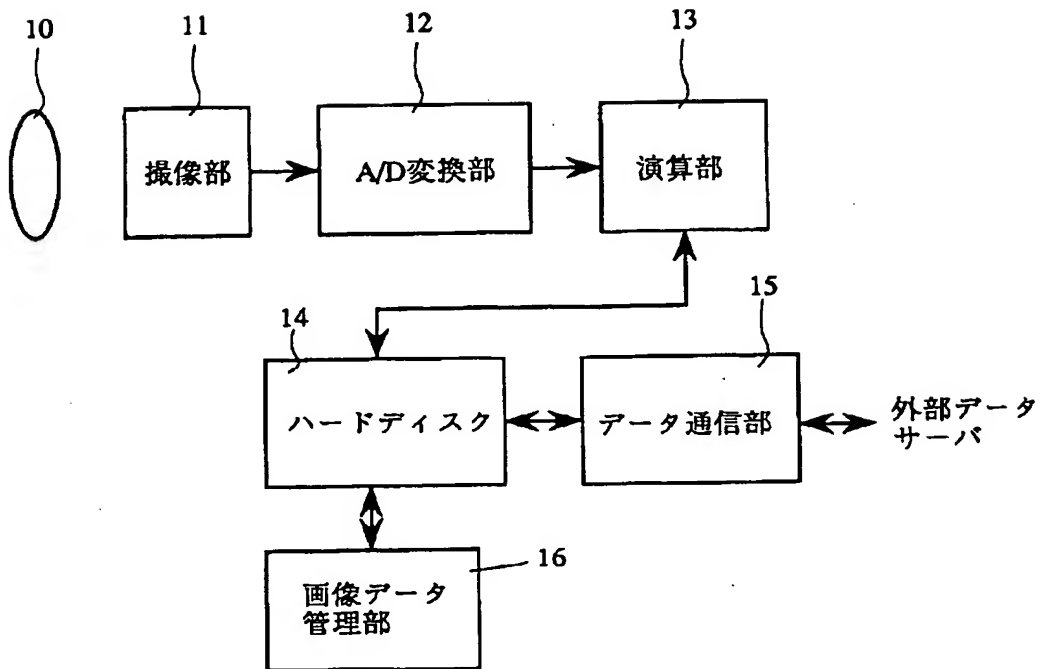 10
11
12
13
撮像部
A/D変換部
演算部
14
15
ハードディスク
データ通信部
外部データ
サーバ
16
画像データ
管理部